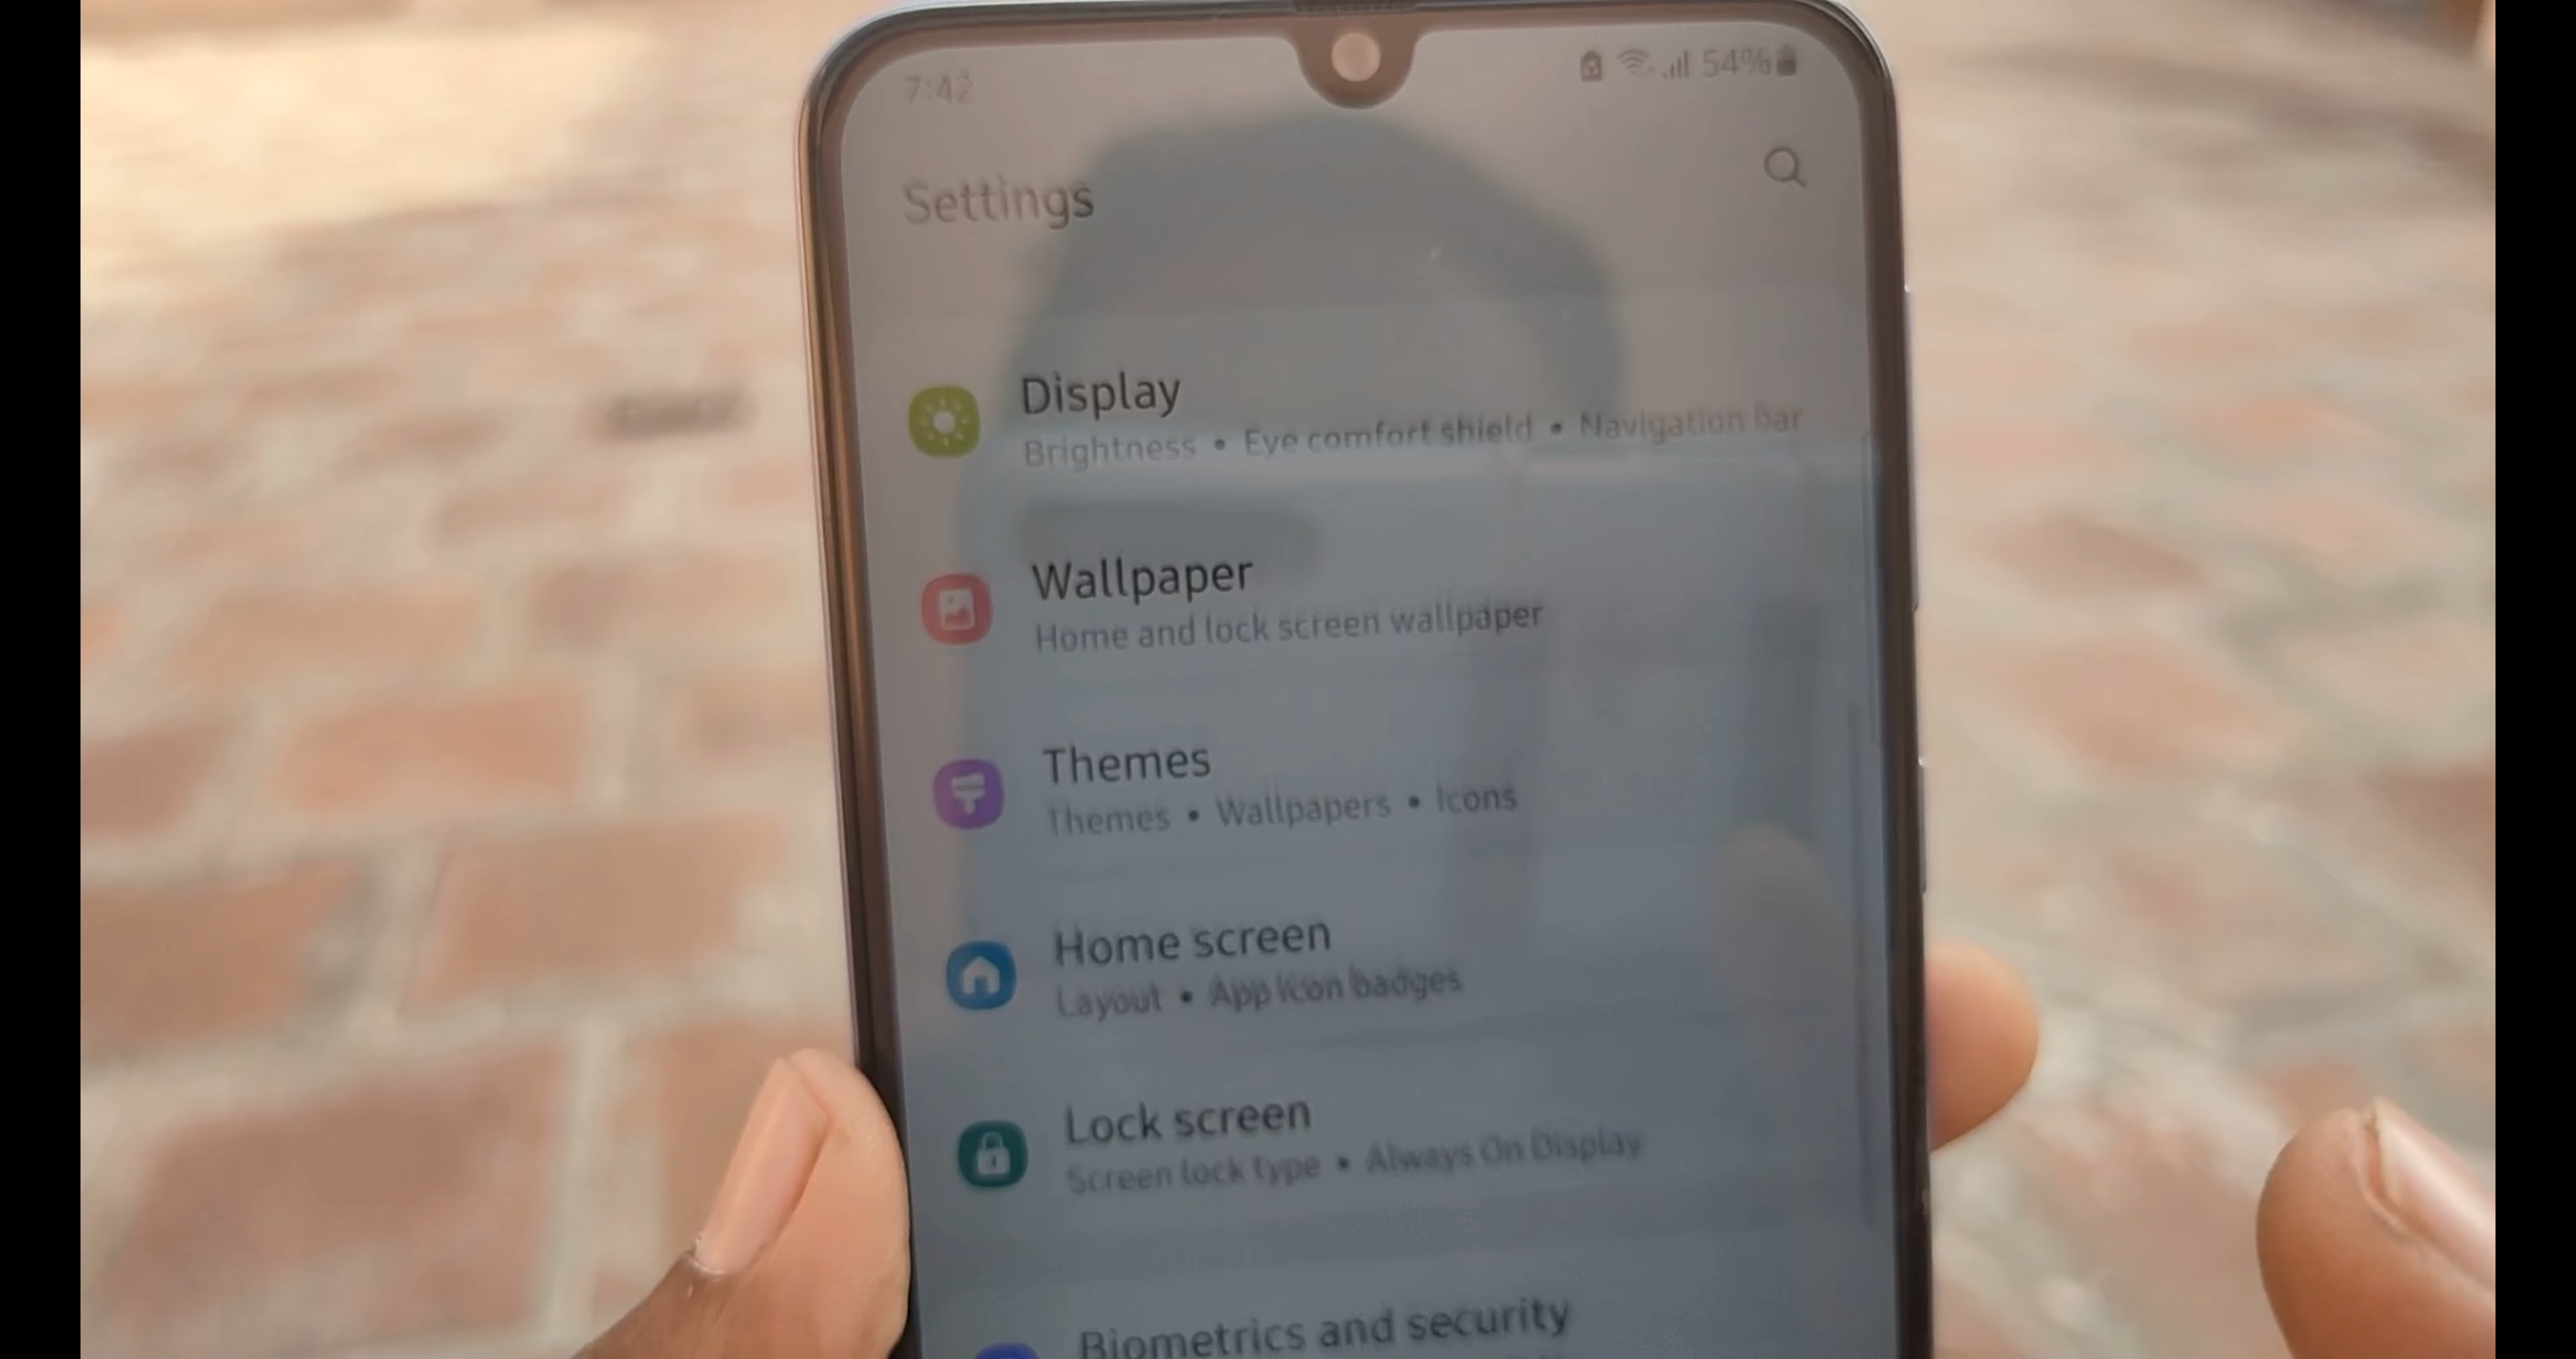 7:42
54%
Settings
Display
Brightness • Eye comfort shield • Navigation bar
Wallpaper
Home and lock screen wallpaper
Themes
Themes • Wallpapers • Icons
Home screen
Layout • App icon badges
Lock screen
Screen lock type • Always On Display
Biometrics and security